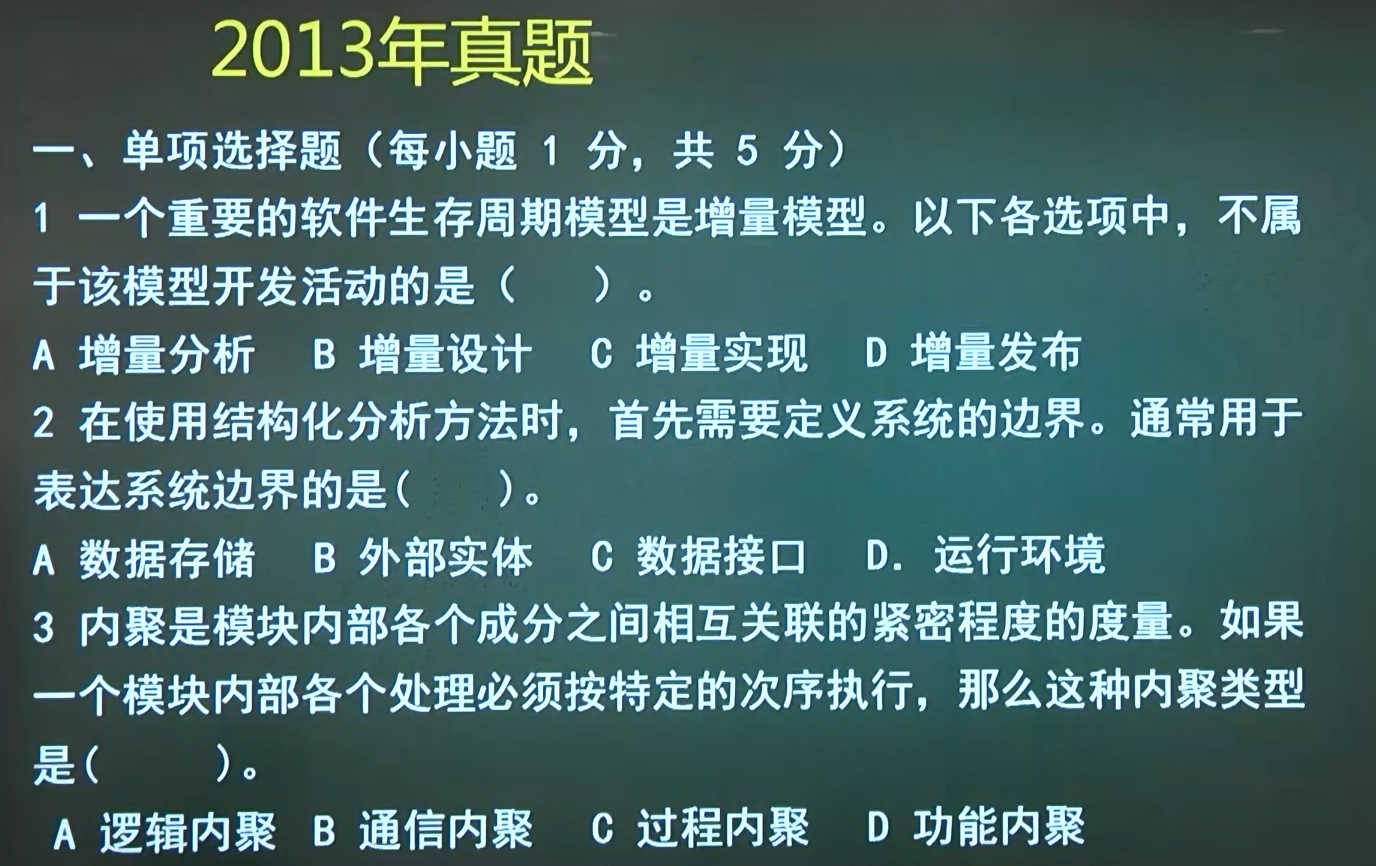 2013年真题
一、单项选择题（每小题 1 分，共 5 分）
1 一个重要的软件生存周期模型是增量模型。以下各选项中，不属
于该模型开发活动的是（    ）。
A 增量分析  B 增量设计  C 增量实现  D 增量发布
2 在使用结构化分析方法时，首先需要定义系统的边界。通常用于
表达系统边界的是(    )。
A 数据存储  B 外部实体  C 数据接口  D. 运行环境
3 内聚是模块内部各个成分之间相互关联的紧密程度的度量。如果
一个模块内部各个处理必须按特定的次序执行，那么这种内聚类型
是(    )。
A 逻辑内聚  B 通信内聚  C 过程内聚  D 功能内聚